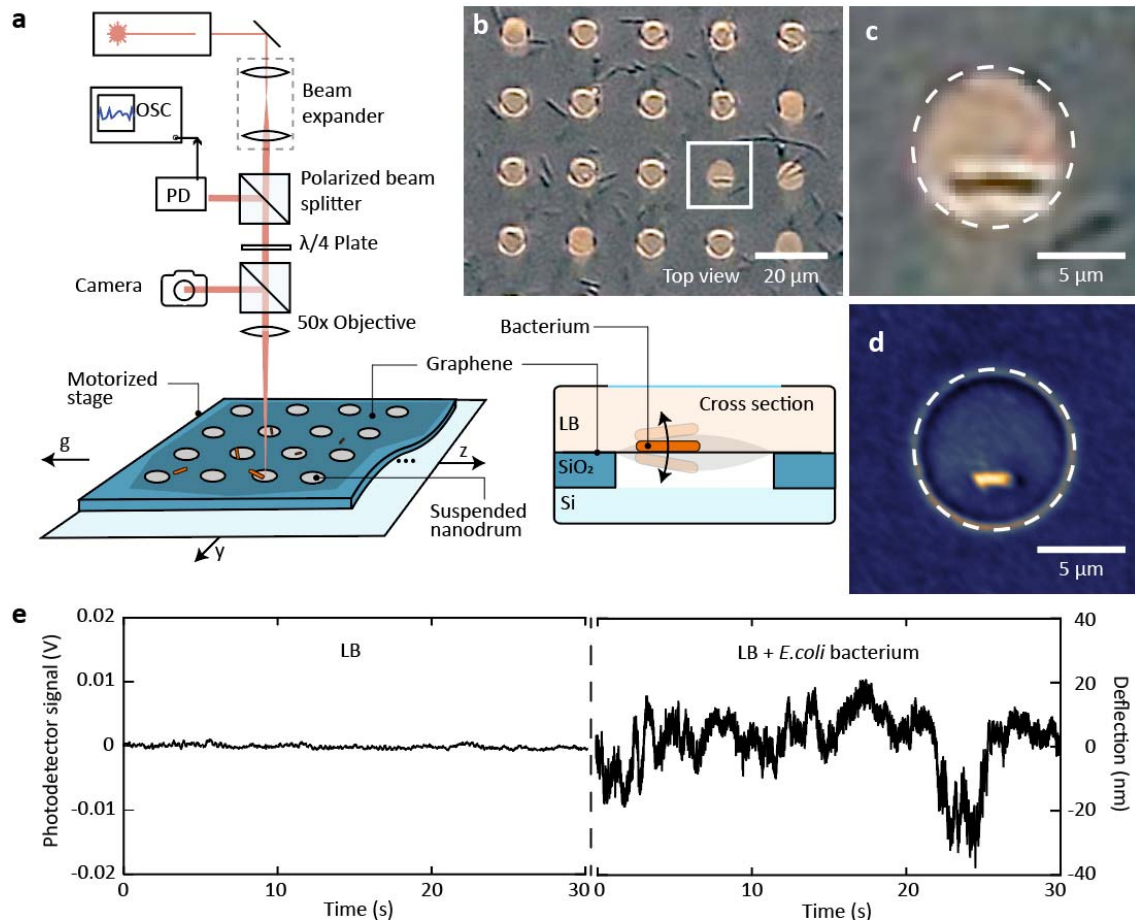 a
OSC
PD
Beam
expander
Polarized beam
splitter
λ/4 Plate
Camera
50x Objective
Motorized
stage
Graphene
g
z
y
Suspended
nanodrum
b
Top view
20 μm
c
5 μm
Bacterium
LB
Cross section
SiO₂
Si
d
5 μm
e
Photodetector signal (V)
0.02
0.01
0
-0.01
-0.02
LB
0
10
20
30
Time (s)
LB + E.coli bacterium
0
10
20
30
Time (s)
40
20
0
-20
-40
Deflection (nm)